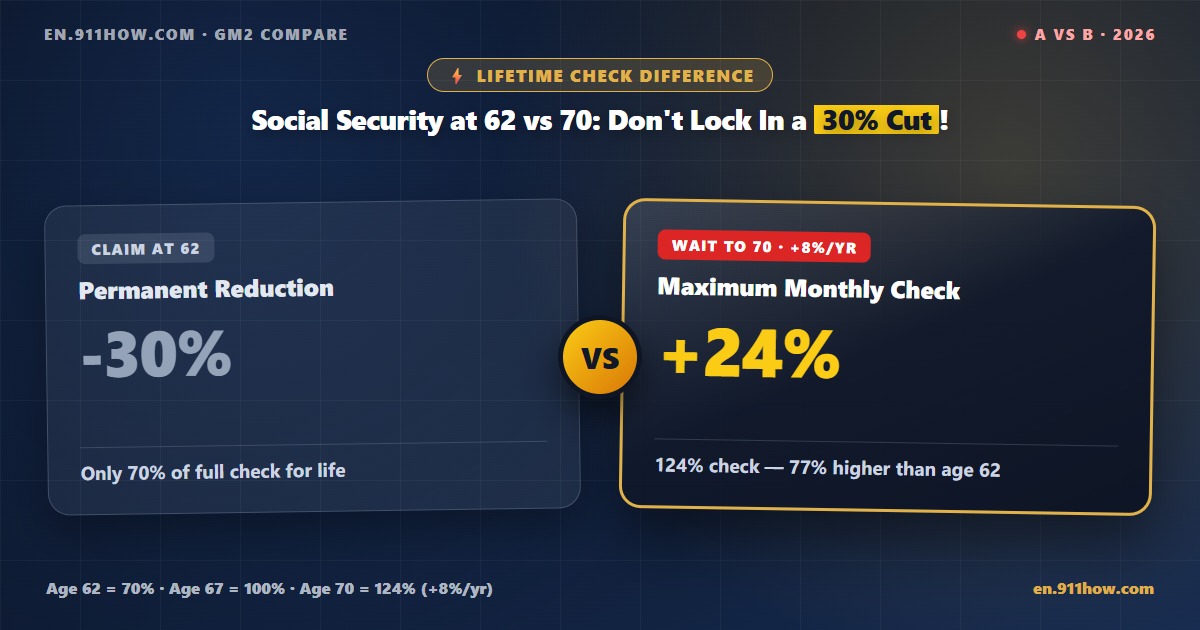 EN.911HOW.COM · GM2 COMPARE
A VS B · 2026
LIFETIME CHECK DIFFERENCE
Social Security at 62 vs 70: Don't Lock In a 30% Cut!
CLAIM AT 62
Permanent Reduction
-30%
Only 70% of full check for life
VS
WAIT TO 70 · +8%/YR
Maximum Monthly Check
+24%
124% check — 77% higher than age 62
Age 62 = 70% · Age 67 = 100% · Age 70 = 124% (+8%/yr)
en.911how.com